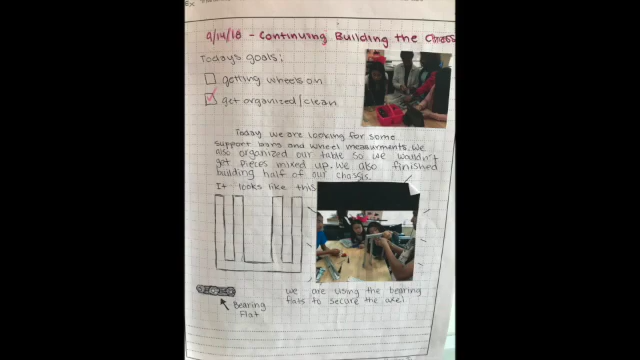 9/14/18 - Continuing Building the Chassis
Today's goals:
getting wheels on
get organized/clean
Today we are looking for some
support bars and wheel measurments. We
also organized our table so we wouldn't
get pieces mixed up. We also finished
building half of our chassis.
It looks like this
we are using the bearing
flats to secure the axel
Bearing
Flat